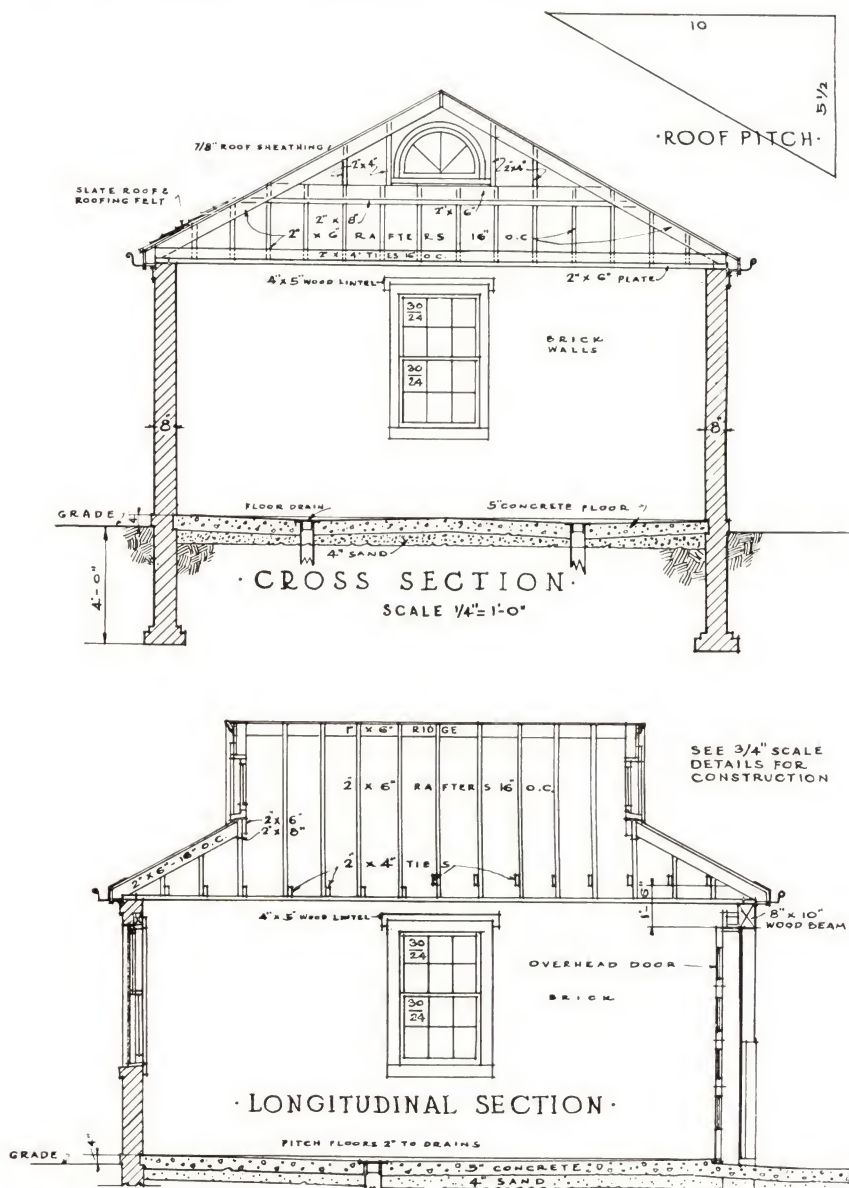 10
5 1/2
· ROOF PITCH ·
7/8" ROOF SHEATHING
2"x4"
2"x4"
SLATE ROOF &
ROOFING FELT
2" x 8"
2" x 6"
2" x 6" RAFTERS 16" O.C.
2" x 4" TIES 16" O.C.
4"x 5" WOOD LINTEL
2" x 6" PLATE
30
24
BRICK
WALLS
30
24
8"
8"
GRADE
4"
FLOOR DRAIN
5" CONCRETE FLOOR
4" SAND
4'-0"
· CROSS SECTION ·
SCALE 1/4" = 1'-0"
1" x 6" RIDGE
SEE 3/4" SCALE
DETAILS FOR
CONSTRUCTION
2" x 6" RAFTERS 16" O.C.
2" x 6"
2" x 8"
2" x 6" - 16" O.C.
2" x 4" TIES
1'-6"
4" x 5" WOOD LINTEL
8" x 10"
WOOD BEAM
30
24
OVERHEAD DOOR
BRICK
30
24
· LONGITUDINAL SECTION ·
PITCH FLOORS 2" TO DRAINS
GRADE
4"
5" CONCRETE
4" SAND